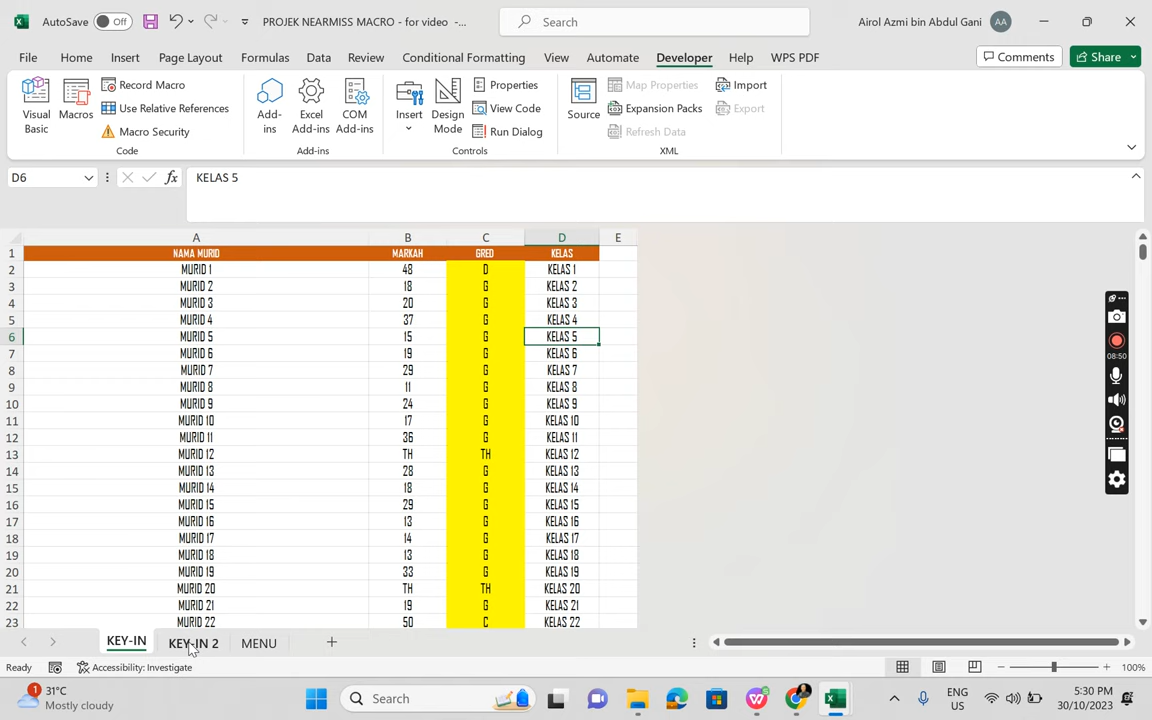 AutoSave Off PROJEK NEARMISS MACRO - for video -... Search Airol Azmi bin Abdul Gani AA
File Home Insert Page Layout Formulas Data Review Conditional Formatting View Automate Developer Help WPS PDF Comments Share
Visual Basic
Macros
Record Macro
Use Relative References
Macro Security
Code
Add-ins
Excel Add-ins
COM Add-ins
Add-ins
Insert
Design Mode
Properties
View Code
Run Dialog
Controls
Source
Map Properties
Expansion Packs
Refresh Data
Import
Export
XML
D6 fx KELAS 5
A B C D E
1 NAMA MURID MARKAH GRED KELAS
2 MURID 1 48 D KELAS 1
3 MURID 2 18 G KELAS 2
4 MURID 3 20 G KELAS 3
5 MURID 4 37 G KELAS 4
6 MURID 5 15 G KELAS 5
7 MURID 6 19 G KELAS 6
8 MURID 7 29 G KELAS 7
9 MURID 8 11 G KELAS 8
10 MURID 9 24 G KELAS 9
11 MURID 10 17 G KELAS 10
12 MURID 11 36 G KELAS 11
13 MURID 12 TH TH KELAS 12
14 MURID 13 28 G KELAS 13
15 MURID 14 18 G KELAS 14
16 MURID 15 29 G KELAS 15
17 MURID 16 13 G KELAS 16
18 MURID 17 14 G KELAS 17
19 MURID 18 13 G KELAS 18
20 MURID 19 33 G KELAS 19
21 MURID 20 TH TH KELAS 20
22 MURID 21 19 G KELAS 21
23 MURID 22 50 C KELAS 22
08:50
KEY-IN KEY-IN 2 MENU
Ready Accessibility: Investigate 100%
1 31°C
Mostly cloudy
Search
ENG
US
5:30 PM
30/10/2023